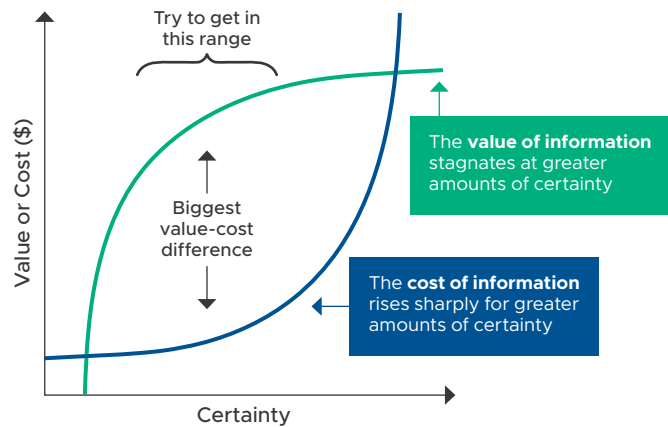 Try to get in
this range
Value or Cost ($)
The value of information
stagnates at greater
amounts of certainty
Biggest
value-cost
difference
The cost of information
rises sharply for greater
amounts of certainty
Certainty